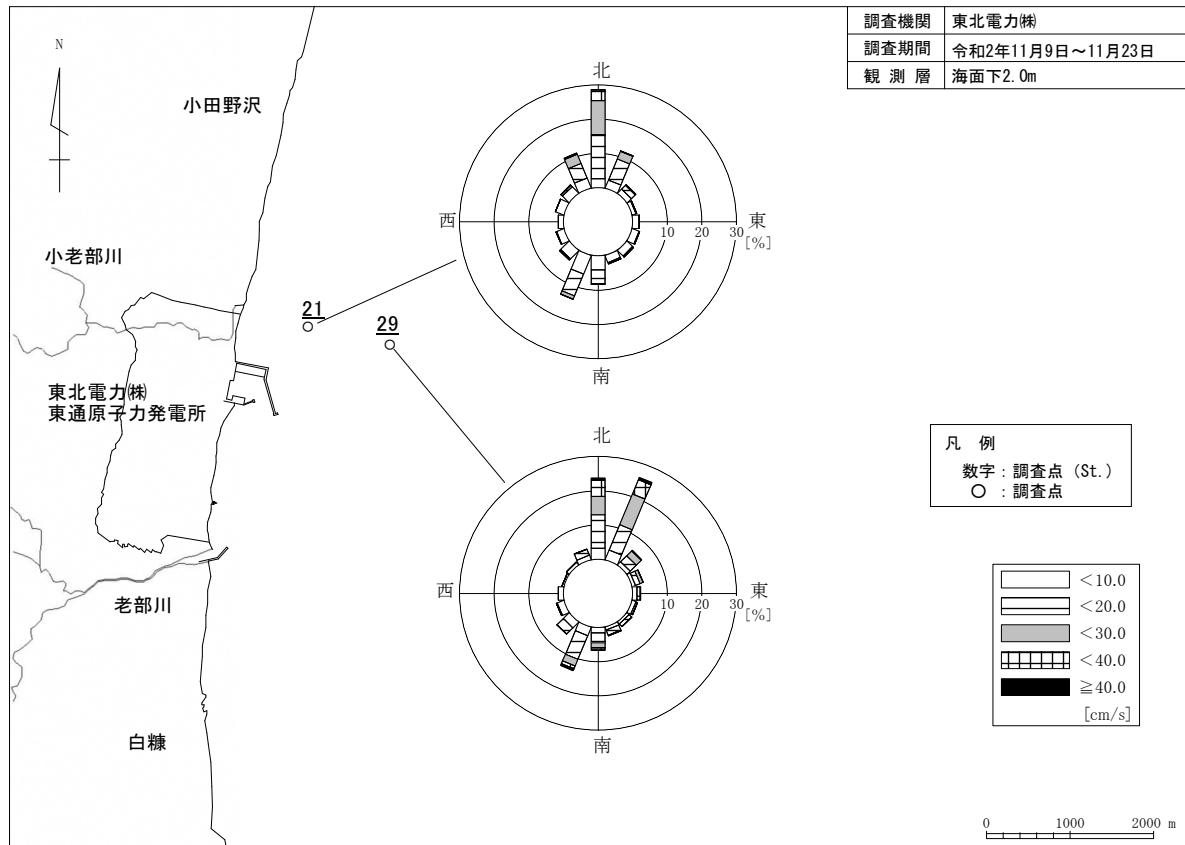 調査機関 東北電力㈱
調査期間 令和2年11月9日～11月23日
観測層 海面下2.0m
N
小田野沢
小老部川
東北電力㈱
東通原子力発電所
老部川
白糠
21
29
北
西
東
10 20 30
[%]
南
北
西
東
10 20 30
[%]
南
凡 例
数字：調査点（St.）
○ ：調査点
＜10.0
＜20.0
＜30.0
＜40.0
≧40.0
[cm/s]
0 1000 2000 m